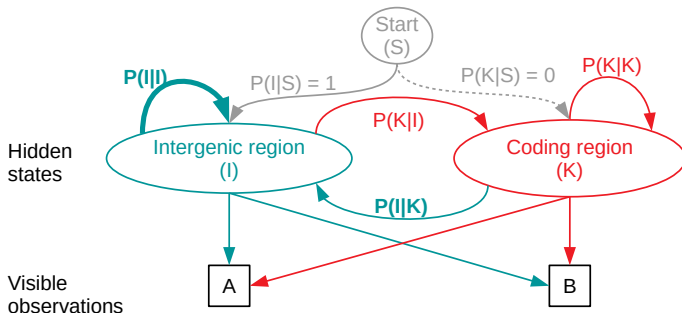 Start
(S)
P(I|I)
P(I|S) = 1
P(K|S) = 0
P(K|K)
P(K|I)
Hidden
states
Intergenic region
(I)
Coding region
(K)
P(I|K)
Visible
observations
A
B